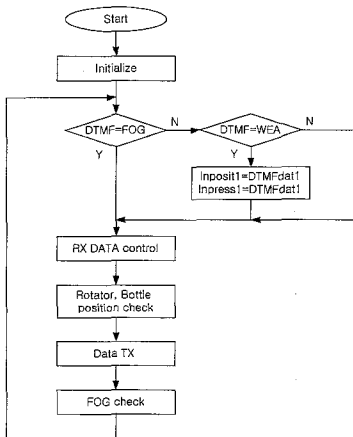 Start
Initialize
DTMF=FOG
N
DTMF=WEA
N
Y
Y
Inposit1=DTMFdat1
Inpress1=DTMFdat1
RX DATA control
Rotator, Bottle
position check
Data TX
FOG check